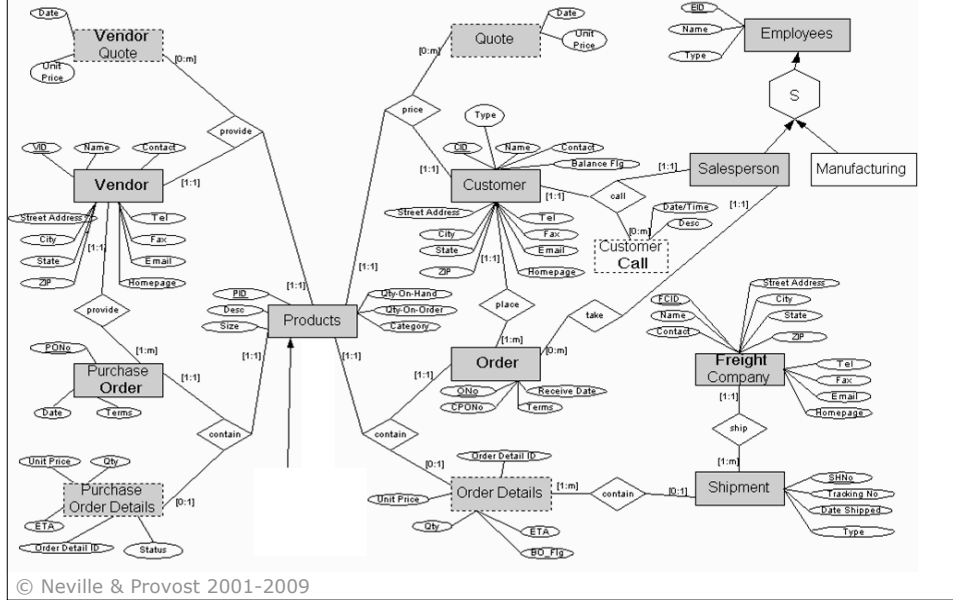 Date
Vendor
Quote
Unit
Price
[0:m]
Quote
Date
Unit
Price
[0:m]
EID
Name
Type
Employees
S
provide
price
Type
VID
Name
Contact
CID
Name
Contact
Balance Flg
[1:1]
Salesperson
Manufacturing
Vendor
[1:1]
[1:1]
Customer
[1:1]
call
[1:1]
Street Address
City
State
ZIP
[1:1]
Tel
Fax
Email
Homepage
Street Address
City
State
ZIP
[1:1]
Tel
Fax
Email
Homepage
Date/Time
Desc
[0:m]
Customer
Call
[1:1]
[1:1]
provide
PID
Desc
Size
Products
Qty-On-Hand
Qty-On-Order
Category
place
take
FCID
Name
Contact
Street Address
City
State
ZIP
PONo
[1:m]
Purchase
Order
[1:1]
[1:1]
[1:1]
[1:1]
[1:m]
[0:m]
Order
Freight
Company
Tel
Fax
Email
Homepage
Date
Terms
ONo
CPONo
Receive Date
Terms
[1:1]
contain
contain
ship
Unit Price
Qty
Purchase
Order Details
[0:1]
ETA
Order Detail ID
Status
[0:1]
Order Detail ID
Unit Price
Order Details
[1:m]
contain
[0:1]
[1:m]
Shipment
SHNo
Tracking No
Date Shipped
Type
Qty
ETA
BO_Flg
© Neville & Provost 2001-2009